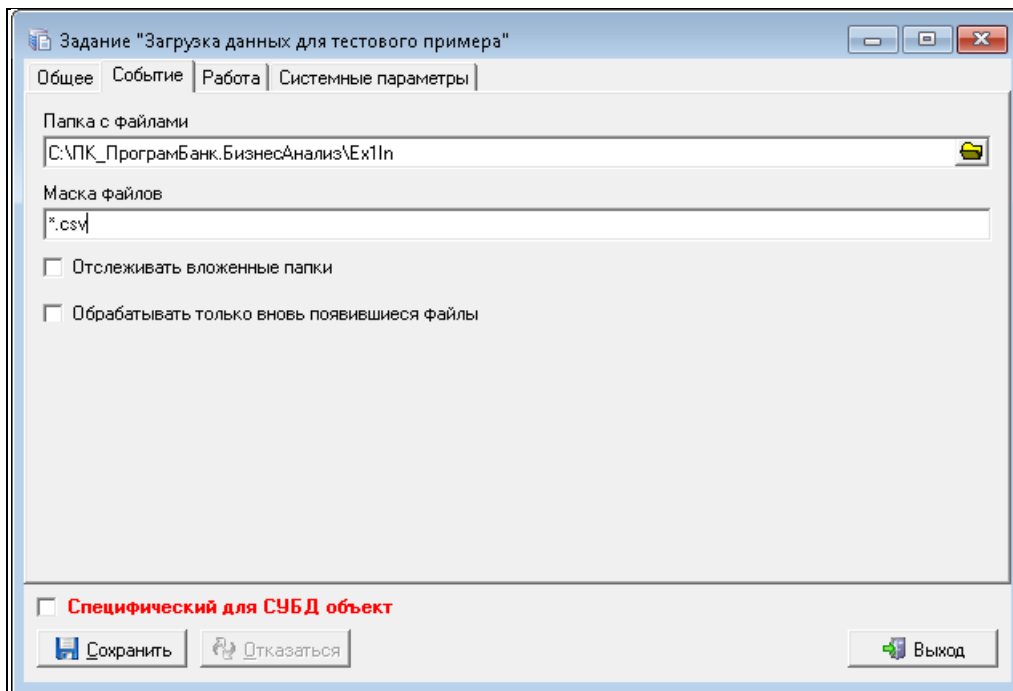 Задание "Загрузка данных для тестового примера"
Общее Событие Работа Системные параметры
Папка с файлами
C:\ПК_ПрограмБанк.БизнесАнализ\Ex1In
Маска файлов
*.csv
Отслеживать вложенные папки
Обрабатывать только вновь появившиеся файлы
Специфический для СУБД объект
Сохранить Отказаться Выход